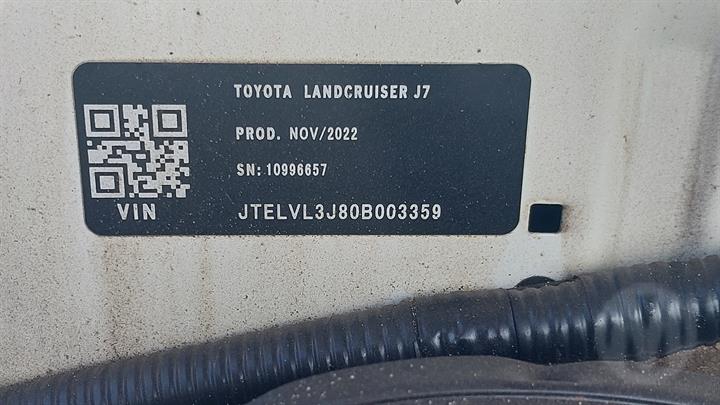 TOYOTA LANDCRUISER J7
PROD. NOV/2022
SN: 10996657
VIN JTELVL3J80B003359